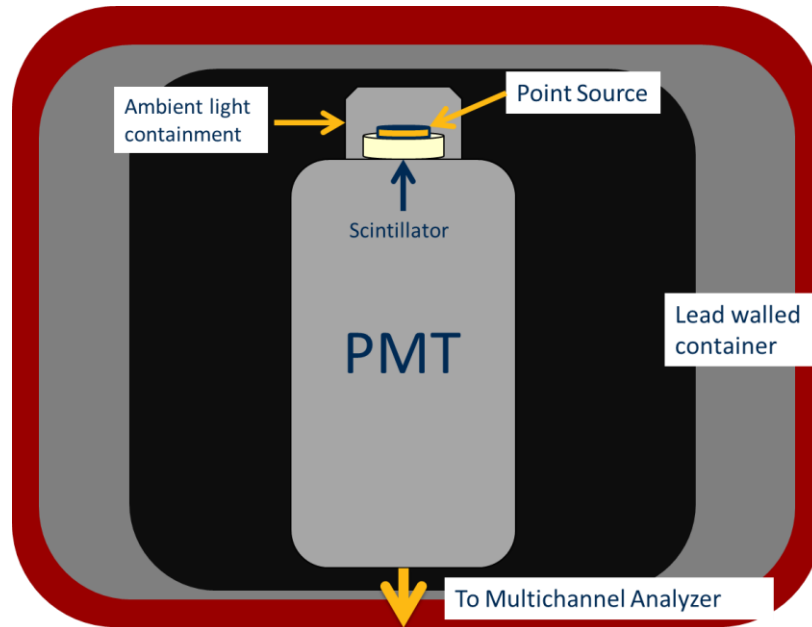 Ambient light
containment
Point Source
Scintillator
PMT
Lead walled
container
To Multichannel Analyzer